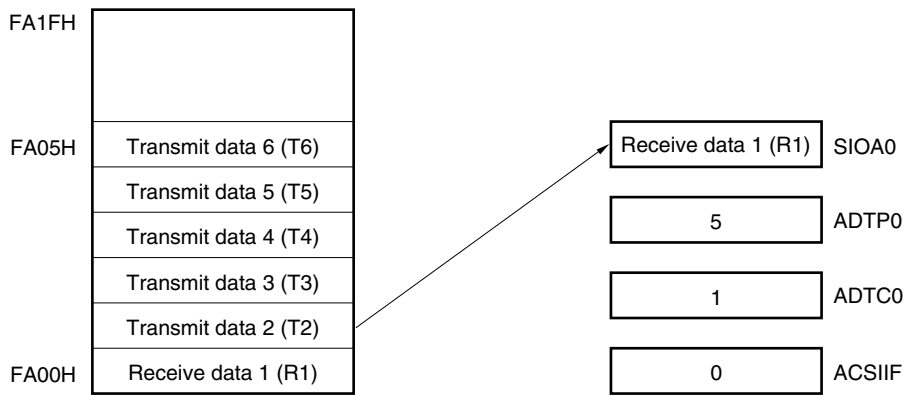 FA1FH
FA05H Transmit data 6 (T6) Receive data 1 (R1) SIOA0
Transmit data 5 (T5)
5 ADTP0
Transmit data 4 (T4)
Transmit data 3 (T3)
1 ADTC0
Transmit data 2 (T2)
FA00H Receive data 1 (R1) 0 ACSIIF